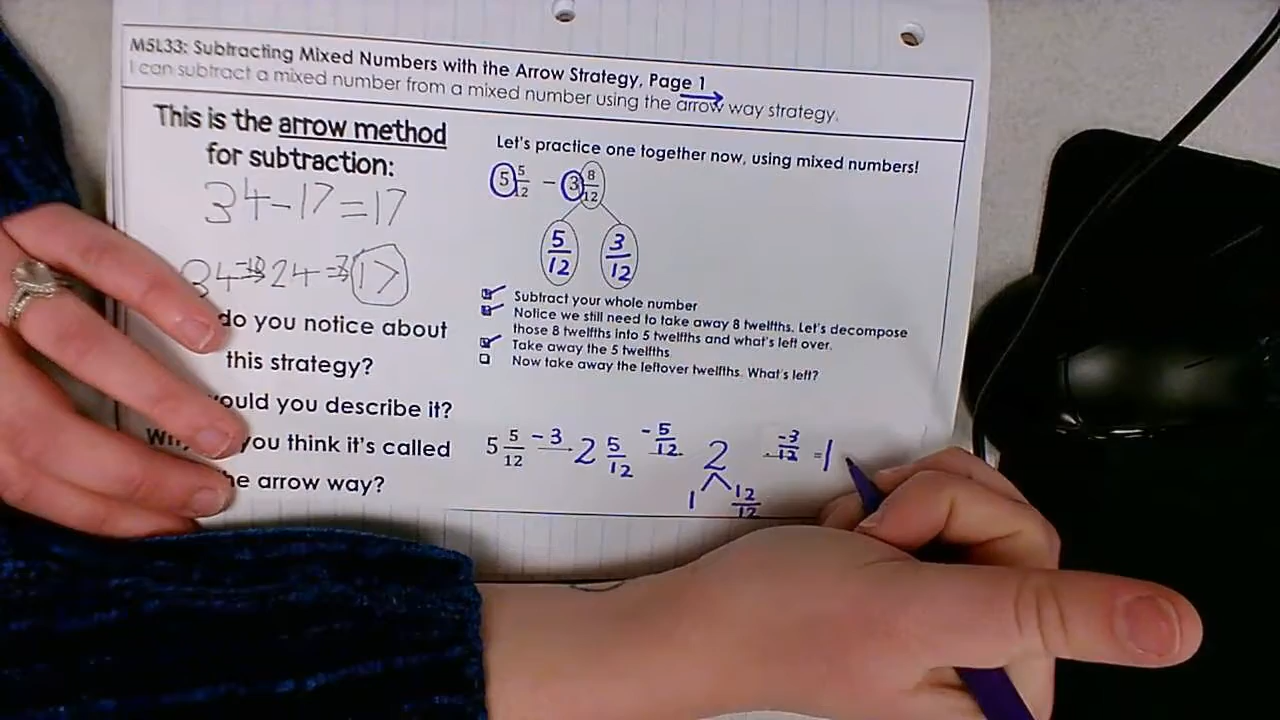 M5L33: Subtracting Mixed Numbers with the Arrow Strategy, Page 1
I can subtract a mixed number from a mixed number using the arrow way strategy.
This is the arrow method
for subtraction:
34-17=17
34 -10 24 -7 17
do you notice about
this strategy?
ould you describe it?
you think it's called
he arrow way?
Let's practice one together now, using mixed numbers!
5 5/12 - 3 8/12
5/12 3/12
Subtract your whole number
Notice we still need to take away 8 twelfths. Let's decompose
those 8 twelfths into 5 twelfths and what's left over.
Take away the 5 twelfths.
Now take away the leftover twelfths. What's left?
5 5/12 -3 2 5/12 -5/12 2 -3/12 =1
1 12/12